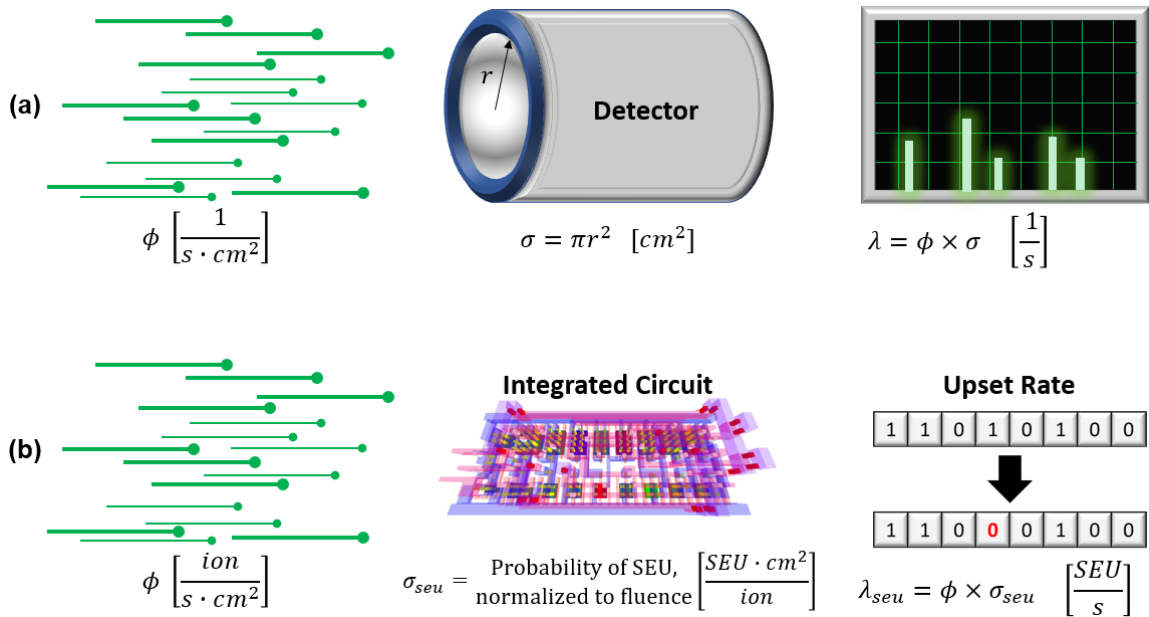 (a)
r
Detector
ϕ [1 / s · cm²]
σ = πr² [cm²]
λ = ϕ × σ [1 / s]
(b)
Integrated Circuit
Upset Rate
1 1 0 1 0 1 0 0
1 1 0 0 0 1 0 0
ϕ [ion / s · cm²]
σ_seu = Probability of SEU, normalized to fluence [SEU · cm² / ion]
λ_seu = ϕ × σ_seu [SEU / s]